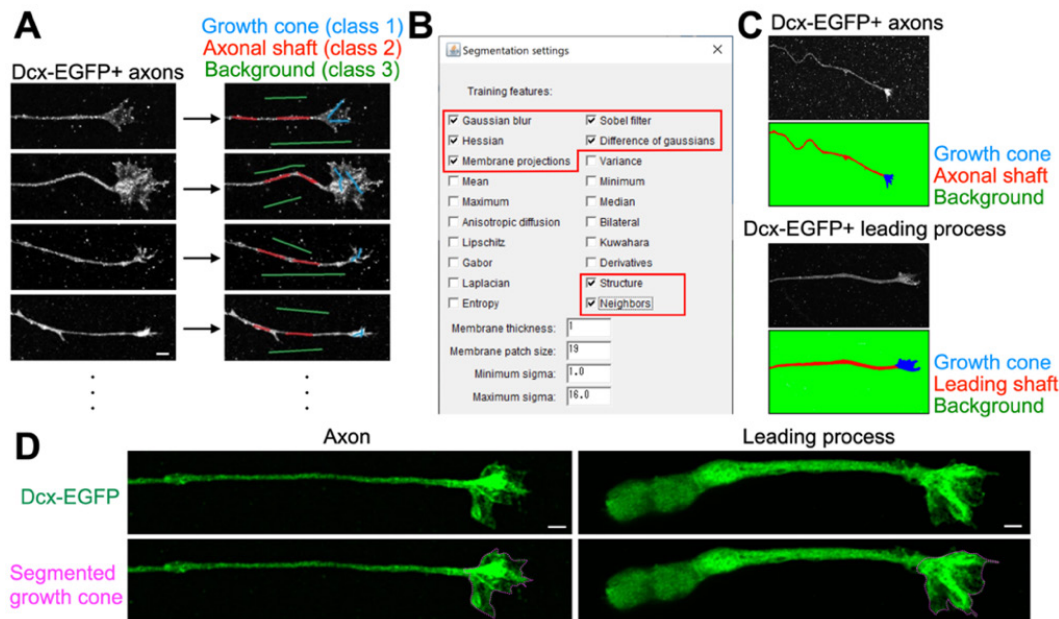 A
Growth cone (class 1)
Axonal shaft (class 2)
Background (class 3)
Dcx-EGFP+ axons
B
Segmentation settings
Training features:
Gaussian blur
Sobel filter
Hessian
Difference of gaussians
Membrane projections
Variance
Mean
Minimum
Maximum
Median
Anisotropic diffusion
Bilateral
Lipschitz
Kuwahara
Gabor
Derivatives
Laplacian
Structure
Entropy
Neighbors
Membrane thickness: 1
Membrane patch size: 19
Minimum sigma: 1.0
Maximum sigma: 16.0
C
Dcx-EGFP+ axons
Growth cone
Axonal shaft
Background
Dcx-EGFP+ leading process
Growth cone
Leading shaft
Background
D
Axon
Leading process
Dcx-EGFP
Segmented
growth cone